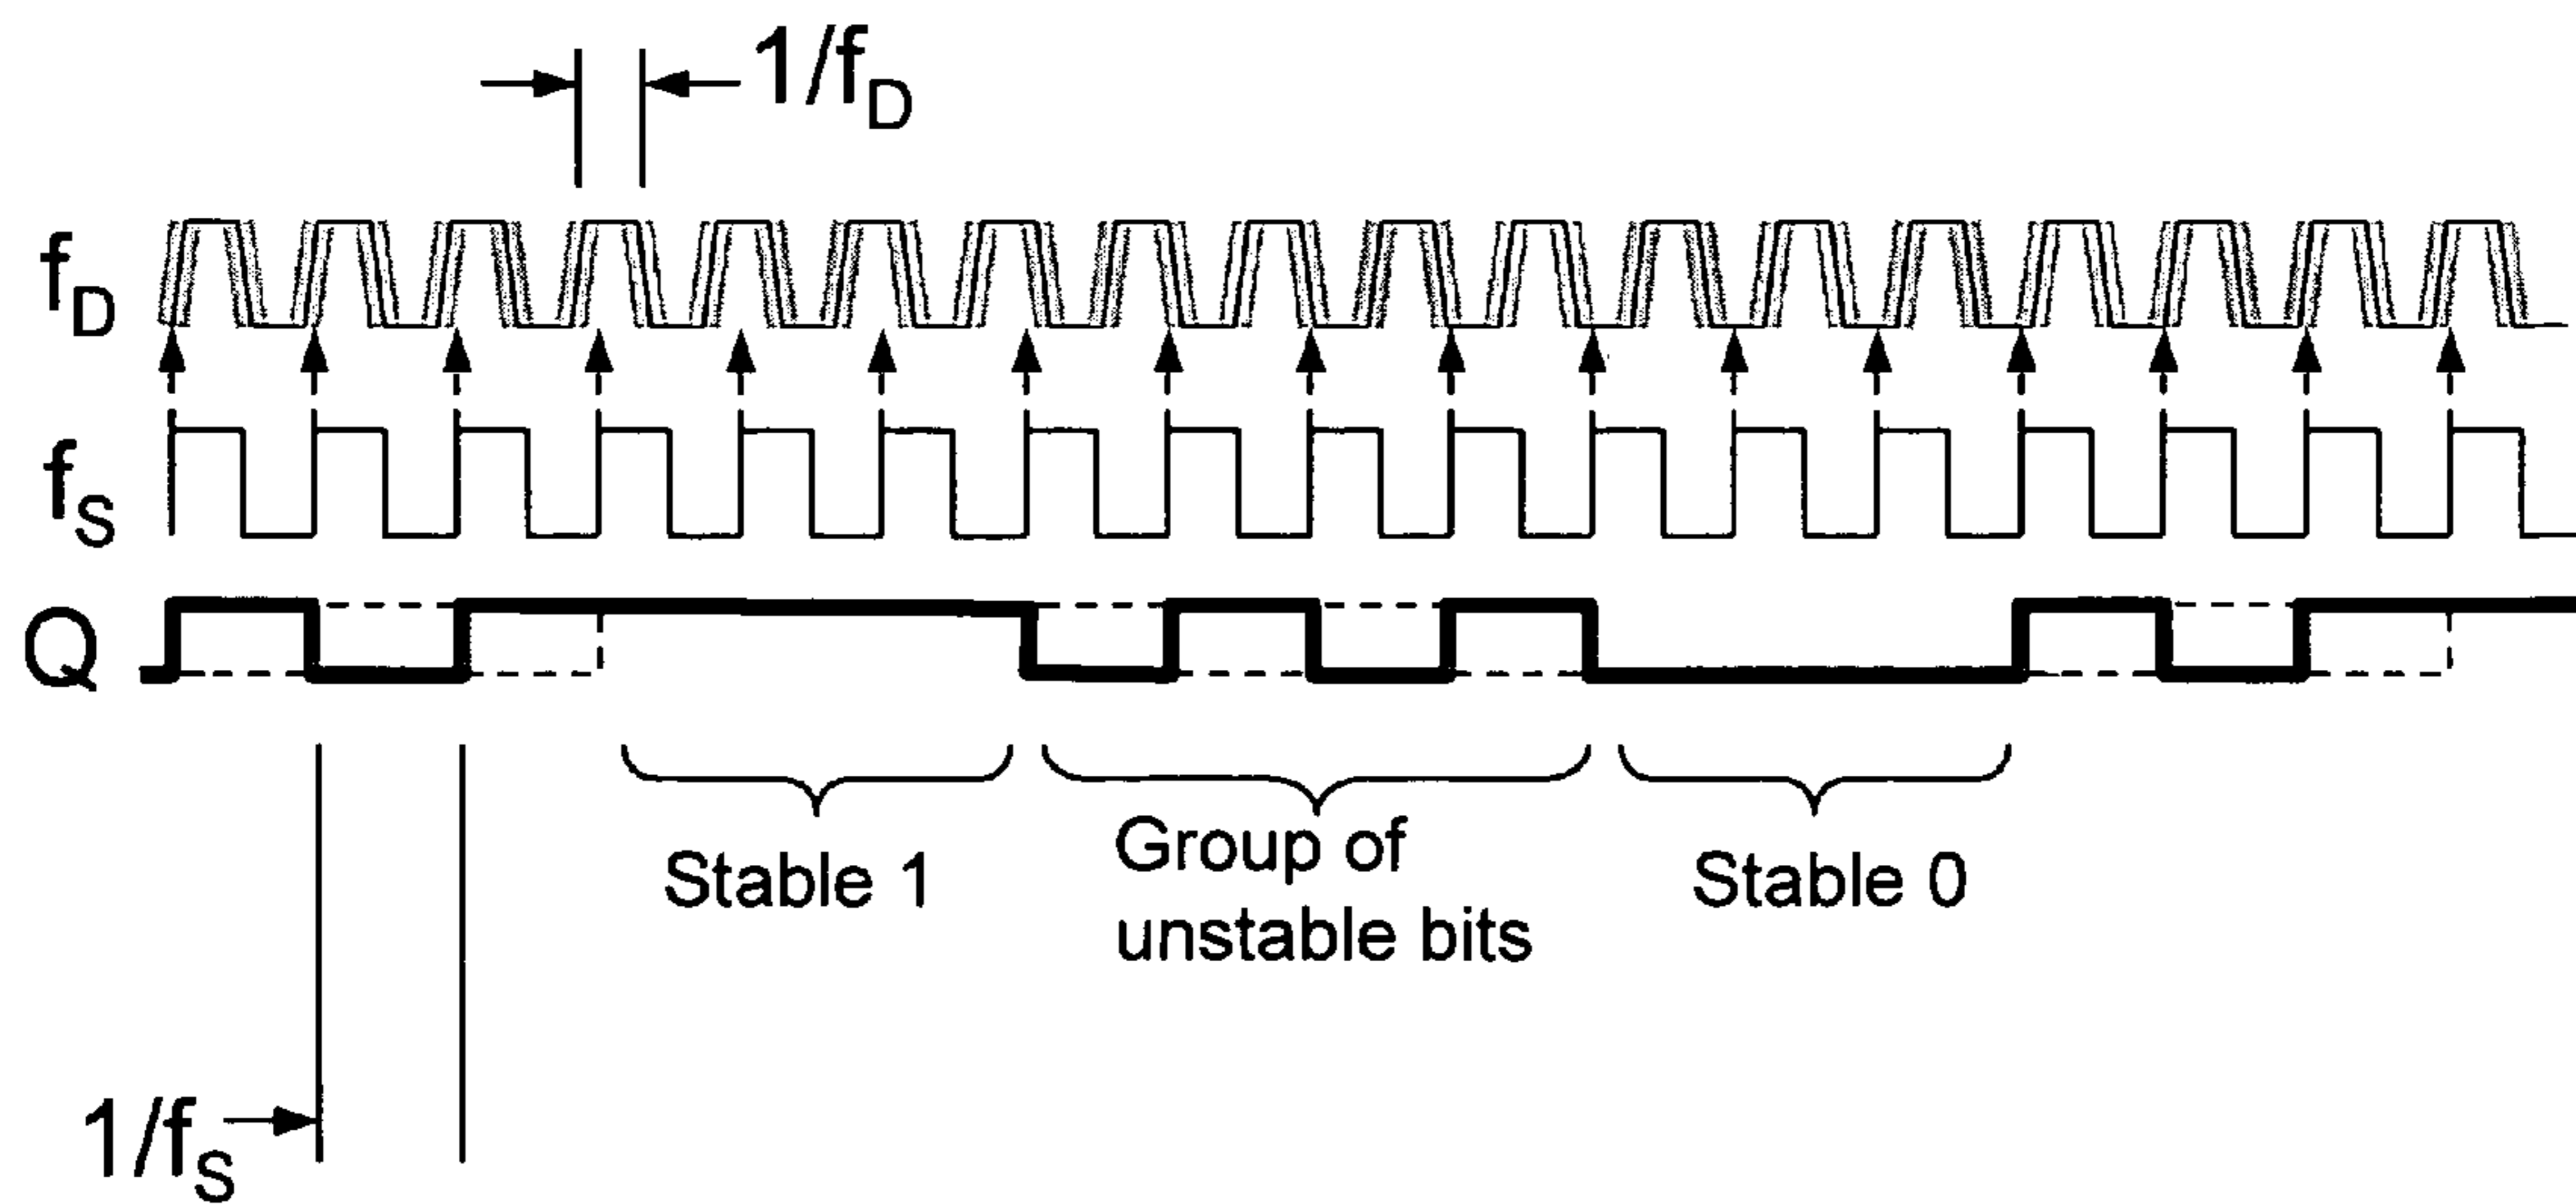 1/fD
fD
fS
Q
Stable 1
Group of
unstable bits
Stable 0
1/fS